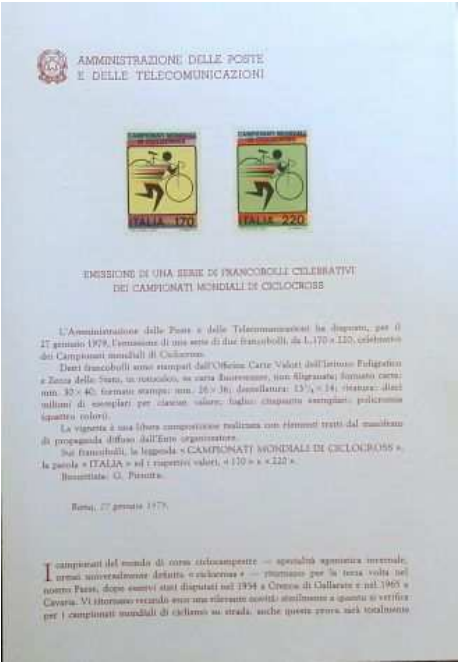 AMMINISTRAZIONE DELLE POSTE
E DELLE TELECOMUNICAZIONI
CAMPIONATI MONDIALI
DI CICLOCROSS
ITALIA 170
CAMPIONATI MONDIALI
DI CICLOCROSS
ITALIA 220
EMISSIONE DI UNA SERIE DI FRANCOBOLLI CELEBRATIVI
DEI CAMPIONATI MONDIALI DI CICLOCROSS
L'Amministrazione delle Poste e delle Telecomunicazioni ha disposto, per il
27 gennaio 1979, l'emissione di una serie di due francobolli, da L. 170 e 220, celebrativi
dei Campionati mondiali di Ciclocross.
Detti francobolli sono stampati dall'Officina Carte Valori dell'Istituto Poligrafico
e Zecca dello Stato, in rotocalco, su carta fluorescente, non filigranata; formato carta:
mm. 30 × 40; formato stampa: mm. 26 × 36; dentellatura: 13¼ × 14; tiratura: dieci
milioni di esemplari per ciascun valore; foglio: cinquanta esemplari; policromia
(quattro colori).
La vignetta è una libera composizione realizzata con elementi tratti dal manifesto
di propaganda diffuso dall'Ente organizzatore.
Sui francobolli, la leggenda « CAMPIONATI MONDIALI DI CICLOCROSS »,
la parola « ITALIA » ed i rispettivi valori, « 170 » e « 220 ».
Bozzettista: G.
Roma, 27 gennaio 1979.
I campionati del mondo di corsa ciclocampestre — specialità agonistica invernale,
ormai universalmente definita « ciclocross » — ritornano per la terza volta nel
nostro Paese, dopo essersi stati disputati nel 1954 a Crenna di Gallarate e nel 1965 a
Cavaria. Vi ritornano recando seco una rilevante novità: similmente a quanto si verifica
per i campionati mondiali di ciclismo su strada, anche questa prova sarà totalmente